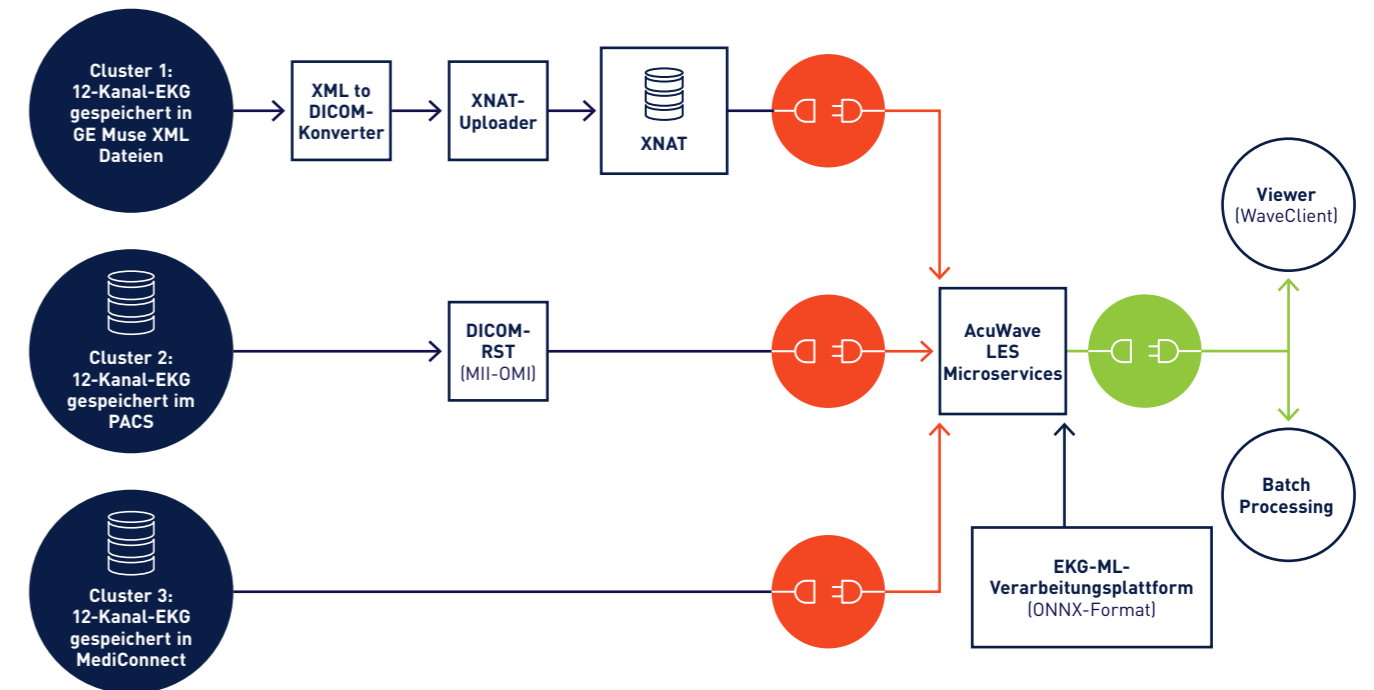 Cluster 1:
12-Kanal-EKG
gespeichert in
GE Muse XML
Dateien
XML to
DICOM-
Konverter
XNAT-
Uploader
XNAT
Viewer
(WaveClient)
Cluster 2:
12-Kanal-EKG
gespeichert im
PACS
DICOM-
RST
(MII-OMI)
AcuWave
LES
Microservices
Batch
Processing
Cluster 3:
12-Kanal-EKG
gespeichert in
MediConnect
EKG-ML-
Verarbeitungsplattform
(ONNX-Format)